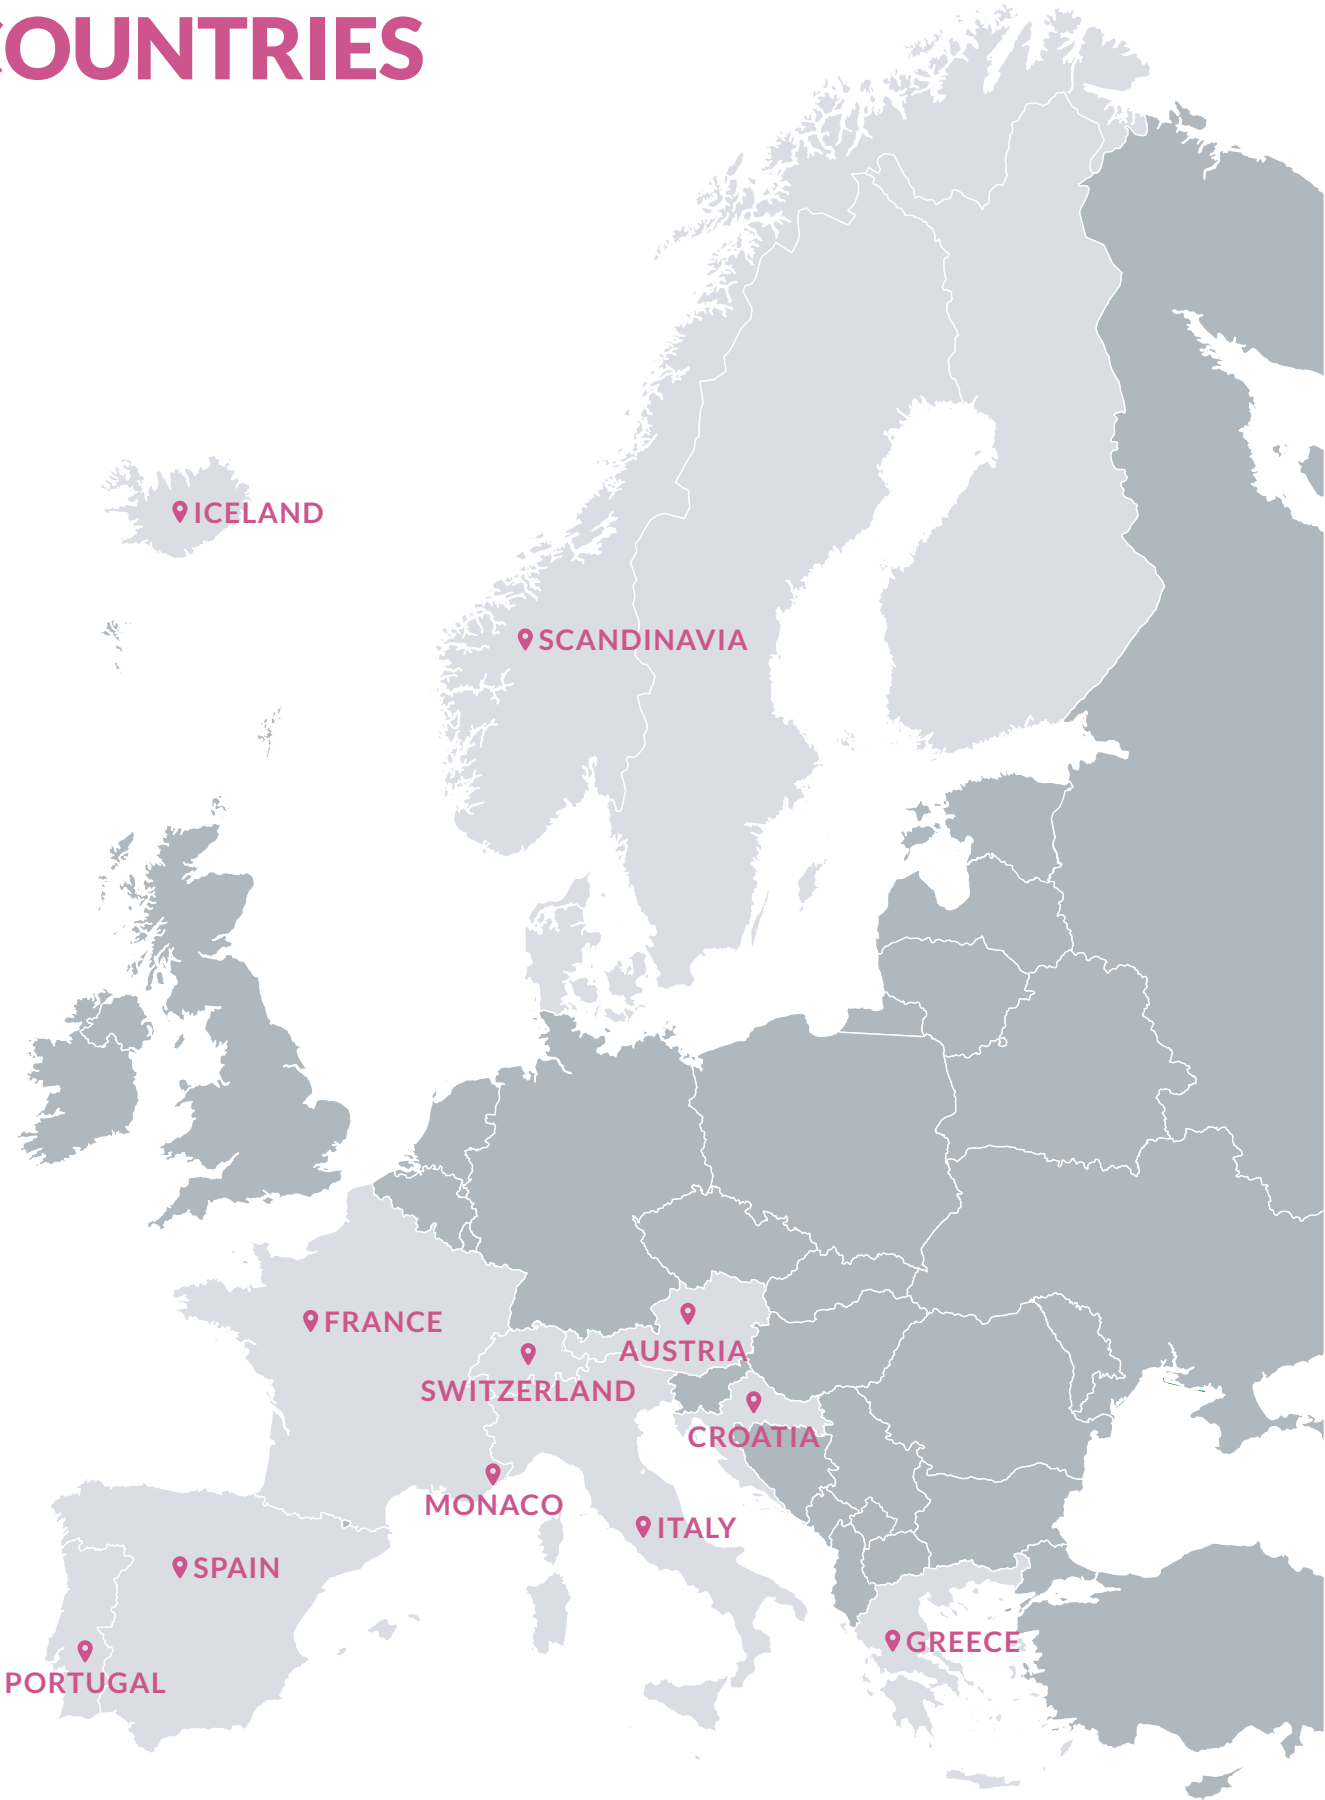 COUNTRIES
ICELAND
SCANDINAVIA
FRANCE
AUSTRIA
SWITZERLAND
CROATIA
MONACO
ITALY
SPAIN
GREECE
PORTUGAL